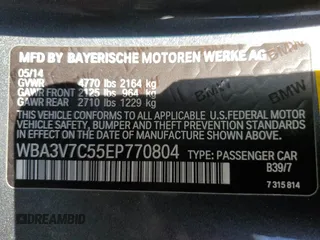 MFD BY BAYERISCHE MOTOREN WERKE AG
05/14
GVWR 4770 lbs 2164 kg
GAWR FRONT 2125 lbs 964 kg
GAWR REAR 2710 lbs 1229 kg
THIS VEHICLE CONFORMS TO ALL APPLICABLE U.S.FEDERAL MOTOR
VEHICLE SAFETY, BUMPER, AND THEFT PREVENTION STANDARDS IN
EFFECT ON THE DATE OF MANUFACTURE SHOWN ABOVE.
WBA3V7C55EP770804 TYPE: PASSENGER CAR
B39/7
7 315 814
BMW
BMW
DREAMBID